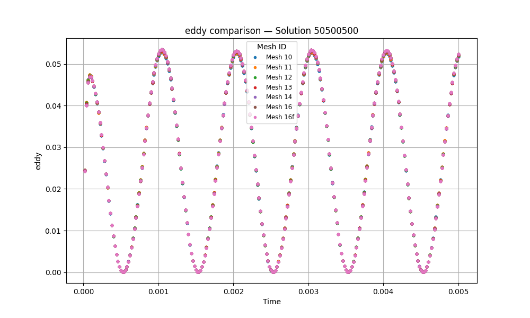 eddy comparison — Solution 50500500
Mesh ID
Mesh 10
Mesh 11
Mesh 12
Mesh 13
Mesh 14
Mesh 16
Mesh 16f
eddy
0.05
0.04
0.03
0.02
0.01
0.00
0.000
0.001
0.002
0.003
0.004
0.005
Time